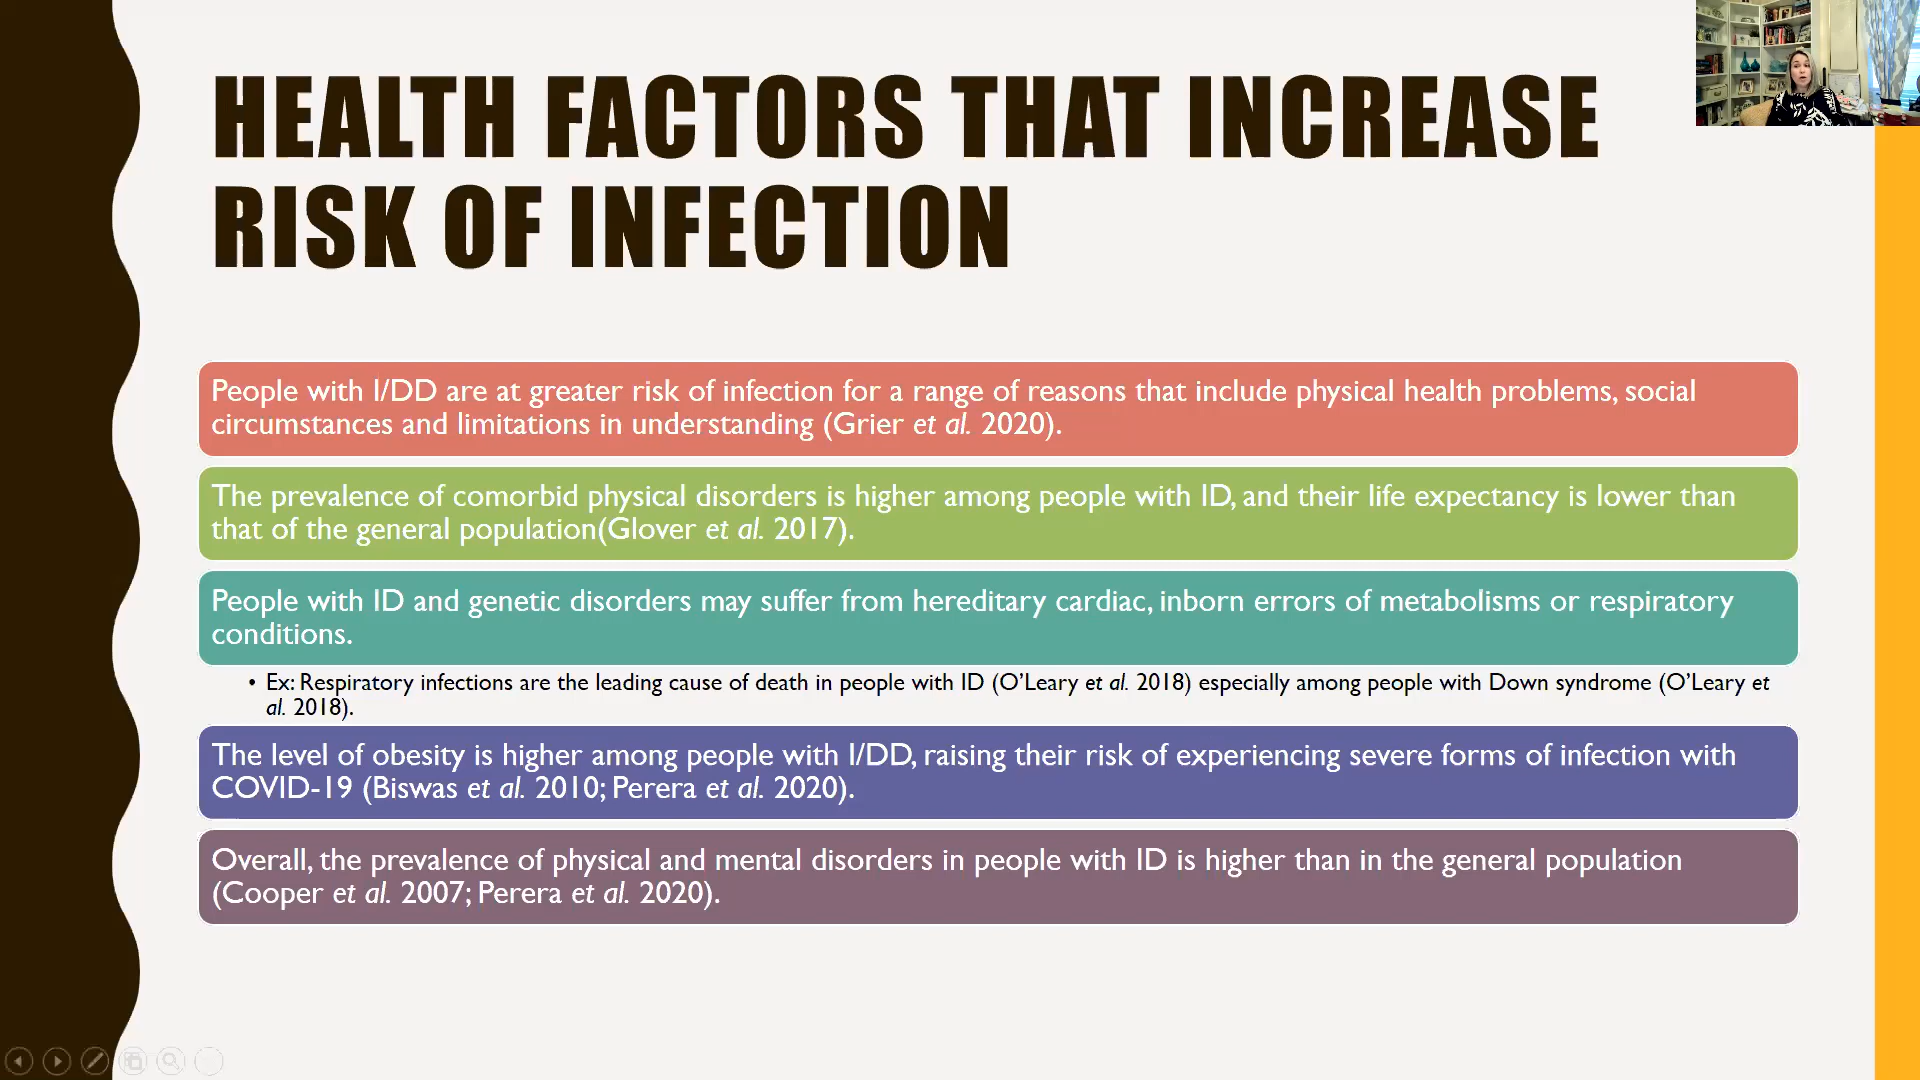 HEALTH FACTORS THAT INCREASE
RISK OF INFECTION
People with I/DD are at greater risk of infection for a range of reasons that include physical health problems, social
circumstances and limitations in understanding (Grier et al. 2020).
The prevalence of comorbid physical disorders is higher among people with ID, and their life expectancy is lower than
that of the general population(Glover et al. 2017).
People with ID and genetic disorders may suffer from hereditary cardiac, inborn errors of metabolisms or respiratory
conditions.
• Ex: Respiratory infections are the leading cause of death in people with ID (O’Leary et al. 2018) especially among people with Down syndrome (O’Leary et
al. 2018).
The level of obesity is higher among people with I/DD, raising their risk of experiencing severe forms of infection with
COVID-19 (Biswas et al. 2010; Perera et al. 2020).
Overall, the prevalence of physical and mental disorders in people with ID is higher than in the general population
(Cooper et al. 2007; Perera et al. 2020).